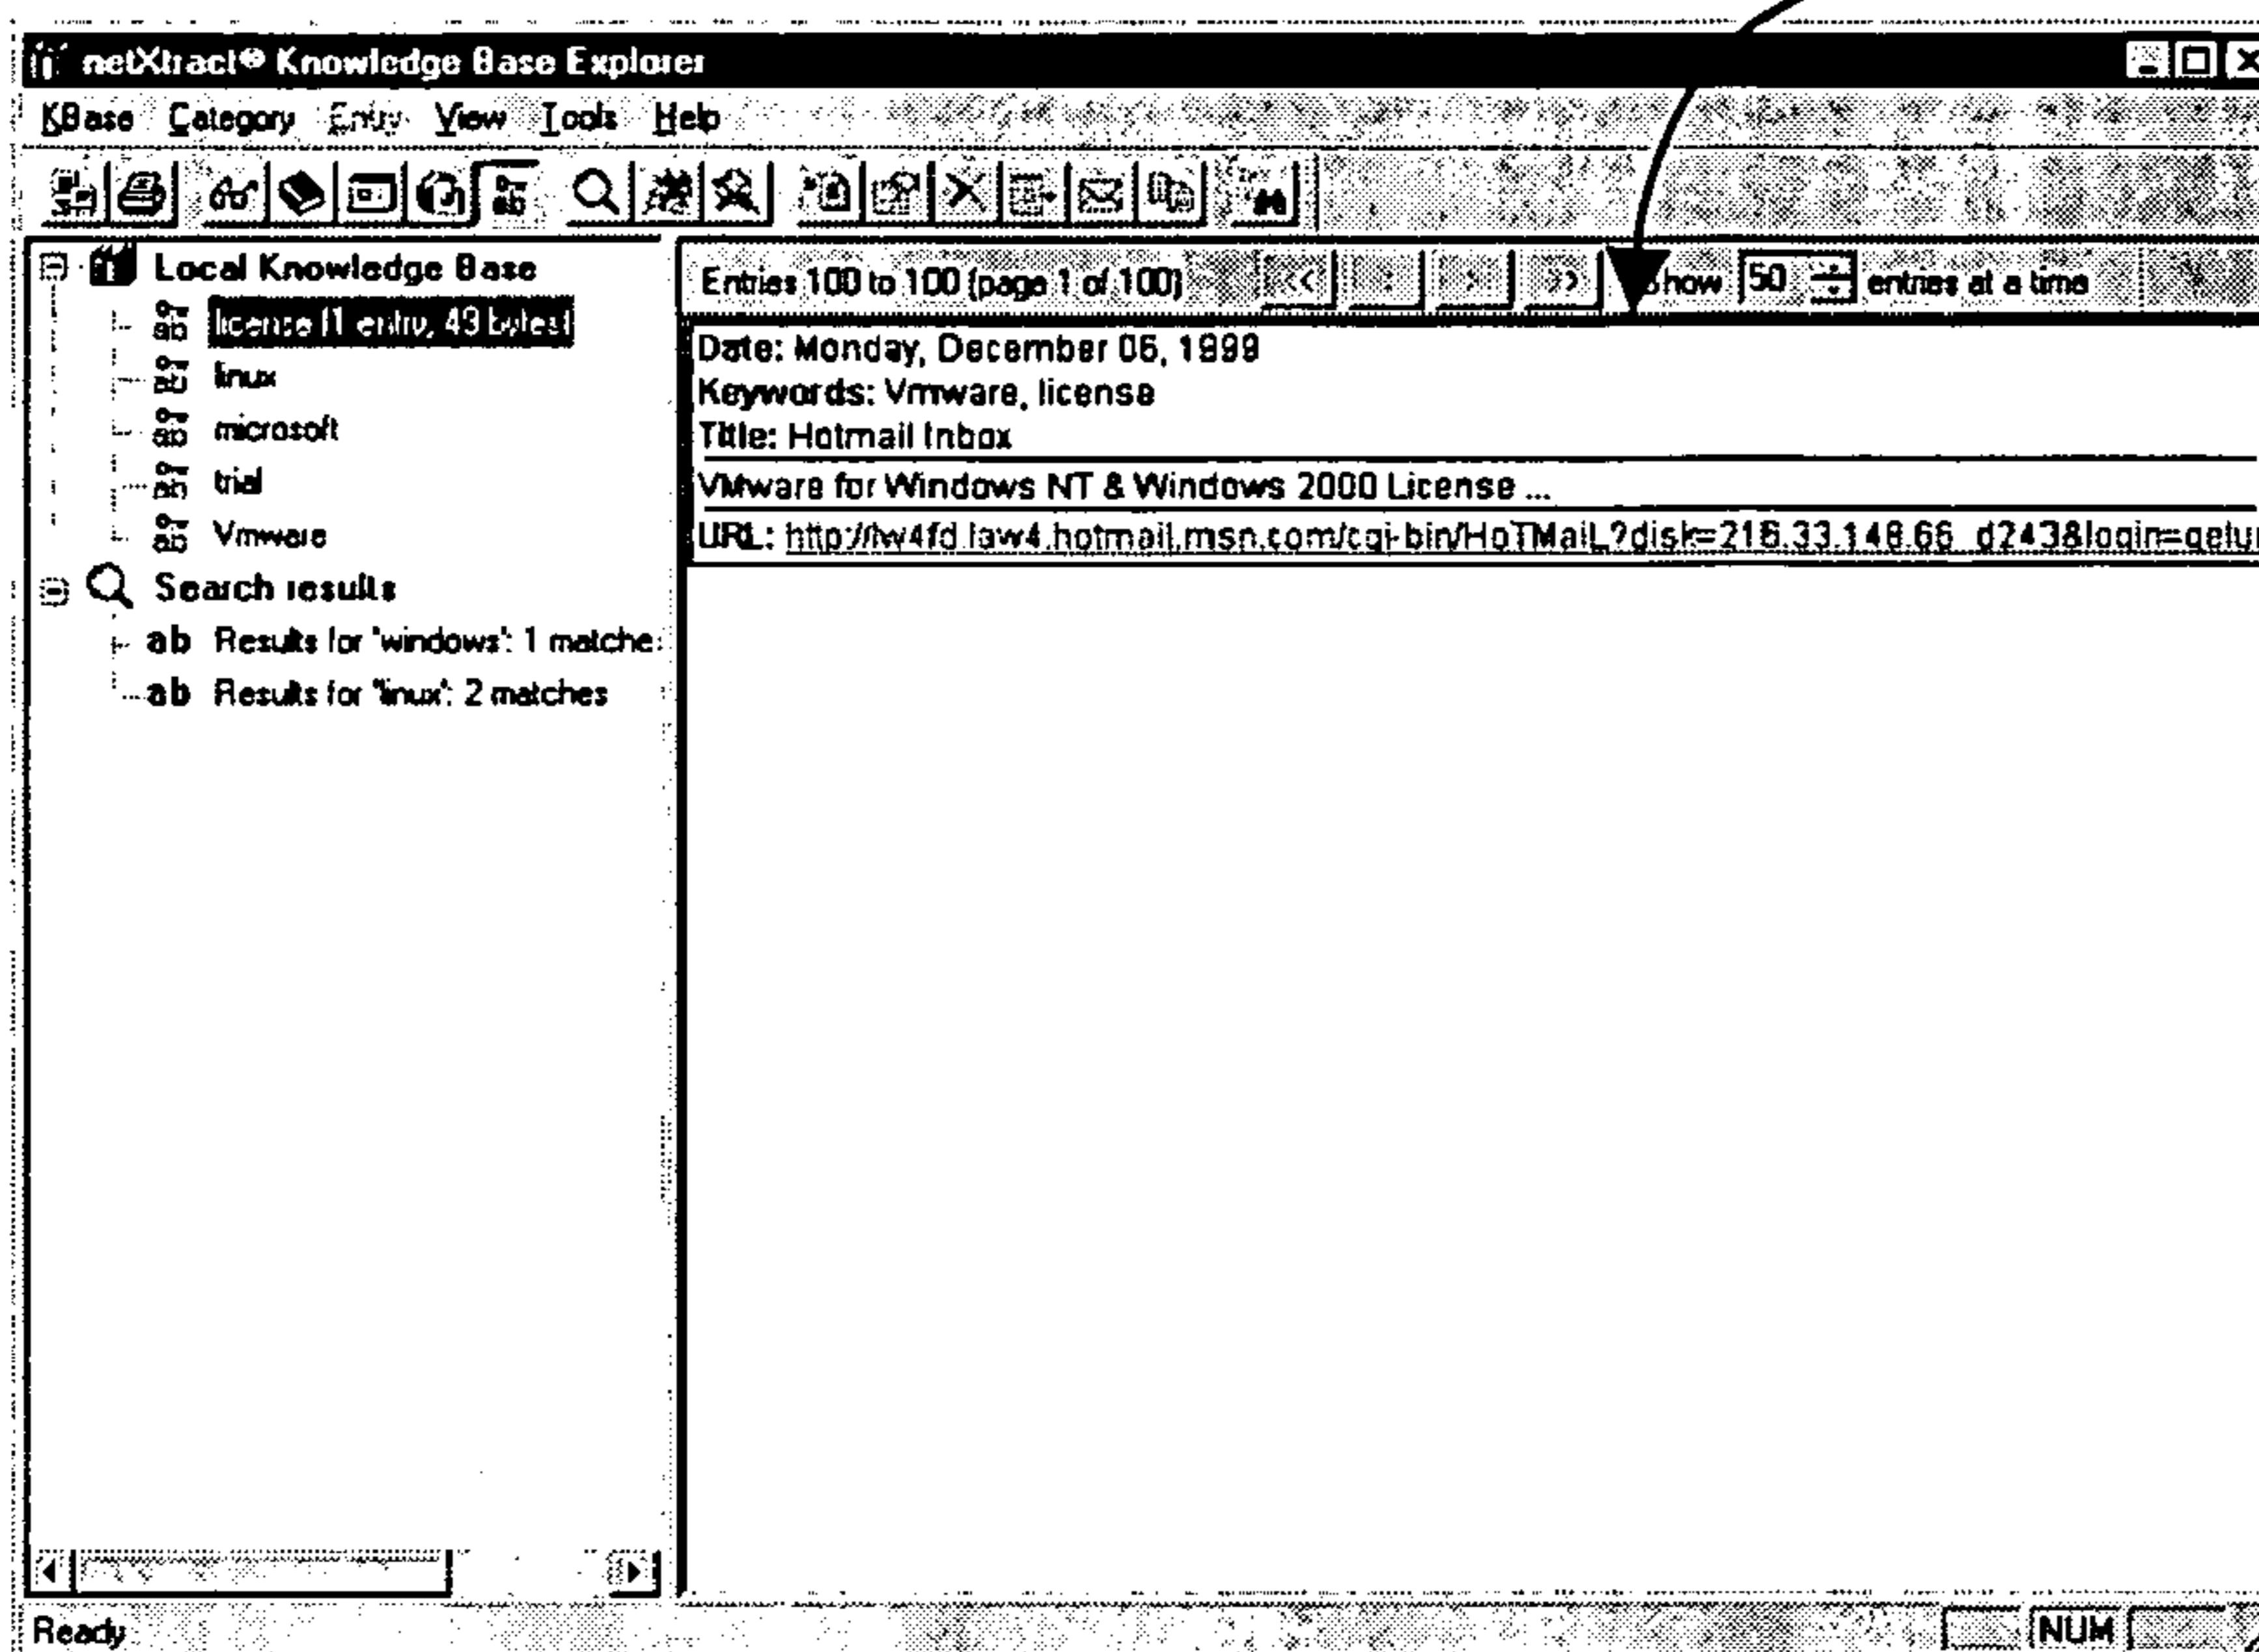 netXtract® Knowledge Base Explorer
KBase Category Entry View Tools Help
Local Knowledge Base
license (1 entry, 49 bytes)
linux
microsoft
trial
Vmware
Search results
ab Results for 'windows': 1 matche
ab Results for 'linux': 2 matches
Entries 100 to 100 (page 1 of 100) << < > >> how 50 entries at a time
Date: Monday, December 06, 1999
Keywords: Vmware, license
Title: Hotmail Inbox
VMware for Windows NT & Windows 2000 License ...
URL: http://lw4fd.law4.hotmail.msn.com/cgi-bin/HoTMaiL?disk=216.33.148.66_d243&login=getu
Ready
NUM